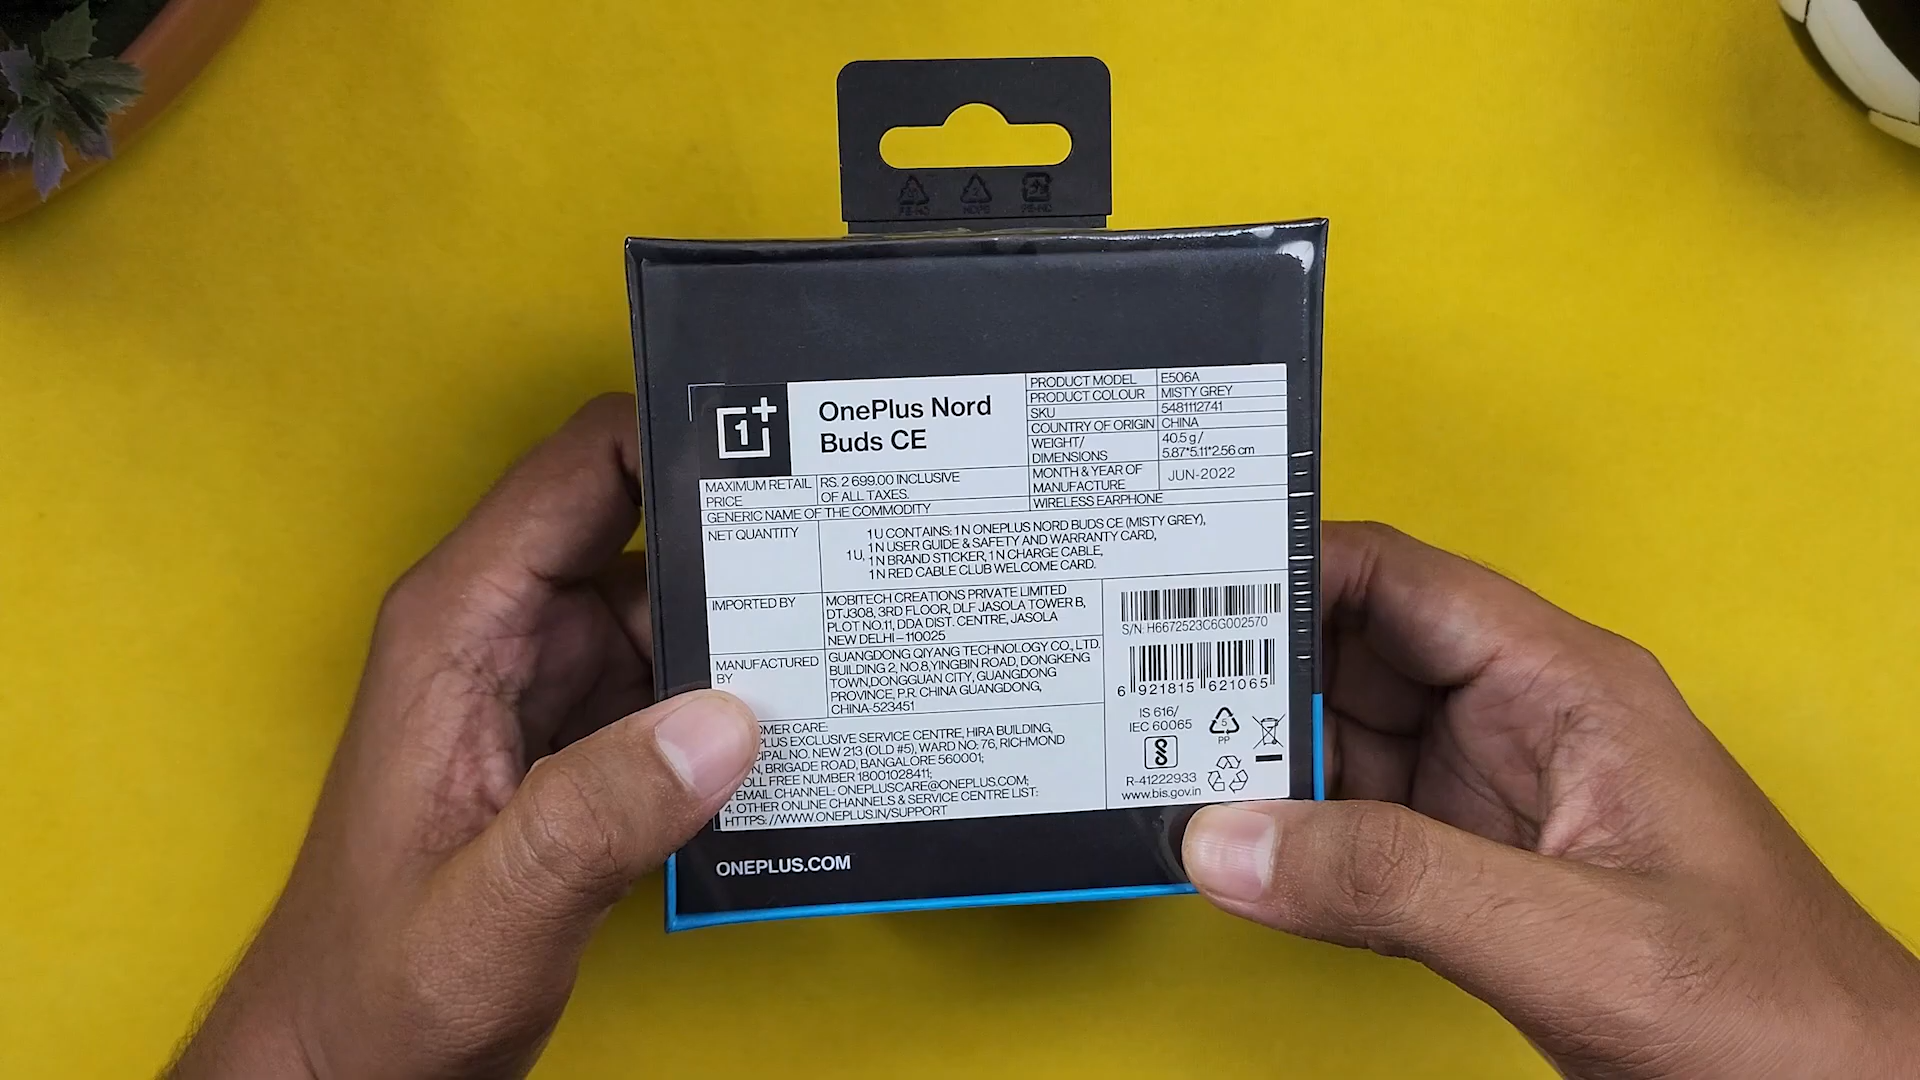 OnePlus Nord
Buds CE
PRODUCT MODEL E506A
PRODUCT COLOUR MISTY GREY
SKU 5481112741
COUNTRY OF ORIGIN CHINA
WEIGHT/ 40.5 g /
DIMENSIONS 5.87*5.11*2.56 cm
MONTH & YEAR OF
MANUFACTURE JUN-2022
MAXIMUM RETAIL RS. 2 699.00 INCLUSIVE
PRICE OF ALL TAXES.
GENERIC NAME OF THE COMMODITY WIRELESS EARPHONE
NET QUANTITY 1U CONTAINS: 1N ONEPLUS NORD BUDS CE (MISTY GREY),
1N USER GUIDE & SAFETY AND WARRANTY CARD,
1U, 1N BRAND STICKER, 1N CHARGE CABLE,
1N RED CABLE CLUB WELCOME CARD.
IMPORTED BY MOBITECH CREATIONS PRIVATE LIMITED
DTJ308, 3RD FLOOR, DLF JASOLA TOWER B,
PLOT NO.11, DDA DIST. CENTRE, JASOLA
NEW DELHI – 110025
MANUFACTURED GUANGDONG QIYANG TECHNOLOGY CO., LTD.
BY BUILDING 2, NO.8,YINGBIN ROAD, DONGKENG
TOWN,DONGGUAN CITY, GUANGDONG
PROVINCE, P.R. CHINA GUANGDONG,
CHINA-523451
OMER CARE:
PLUS EXCLUSIVE SERVICE CENTRE, HIRA BUILDING,
CIPAL NO. NEW 213 (OLD #5), WARD NO: 76, RICHMOND
N, BRIGADE ROAD, BANGALORE 560001;
OLL FREE NUMBER 18001028411;
EMAIL CHANNEL: ONEPLUSCARE@ONEPLUS.COM;
4. OTHER ONLINE CHANNELS & SERVICE CENTRE LIST:
HTTPS://WWW.ONEPLUS.IN/SUPPORT
S/N: H6672523C6G002570
6 921815 621065
IS 616/
IEC 60065
5
PP
R-41222933
www.bis.gov.in
ONEPLUS.COM